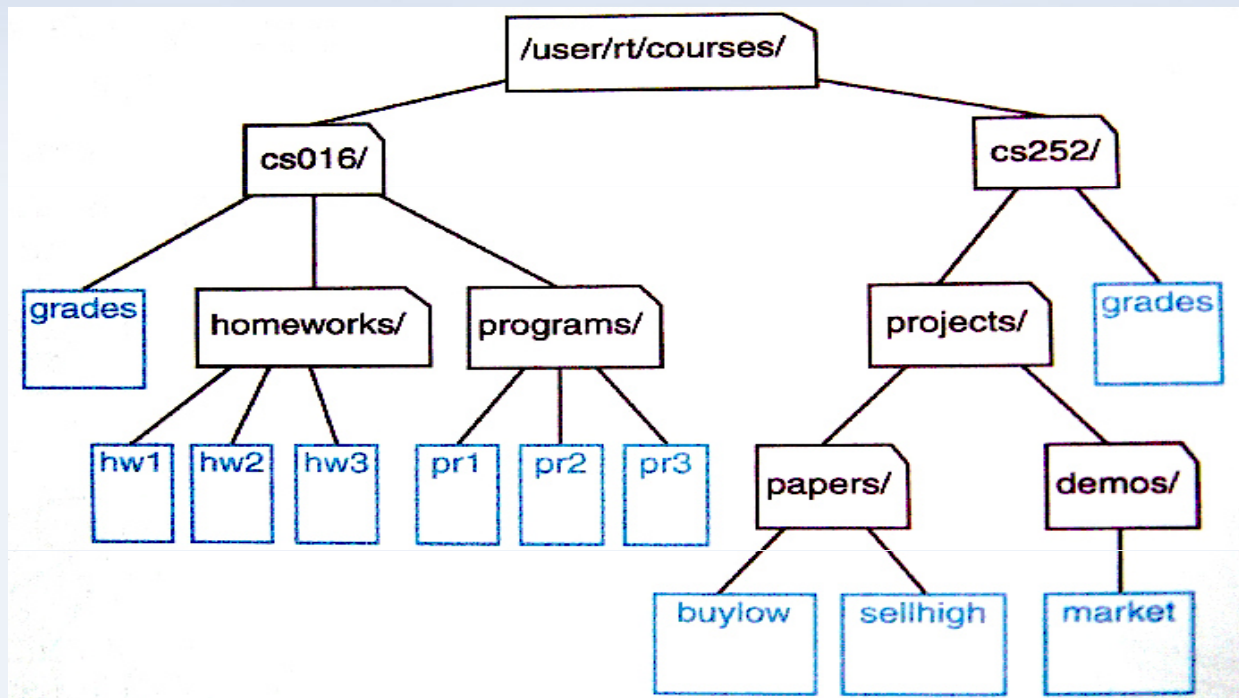 /user/rt/courses/
cs016/
cs252/
grades
homeworks/
programs/
projects/
grades
hw1
hw2
hw3
pr1
pr2
pr3
papers/
demos/
buylow
sellhigh
market